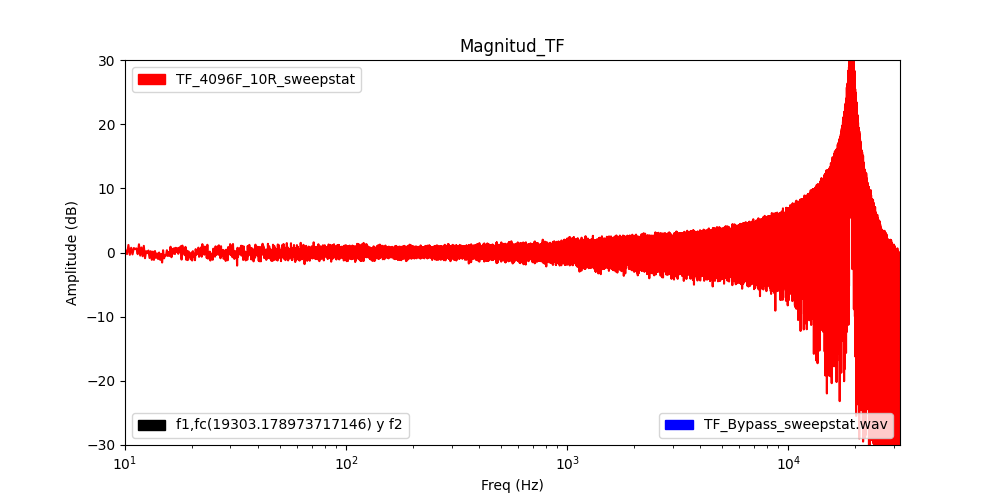 Magnitud_TF
TF_4096F_10R_sweepstat
30
20
10
0
−10
−20
−30
Amplitude (dB)
f1,fc(19303.178973717146) y f2
TF_Bypass_sweepstat.wav
10¹ 10² 10³ 10⁴
Freq (Hz)